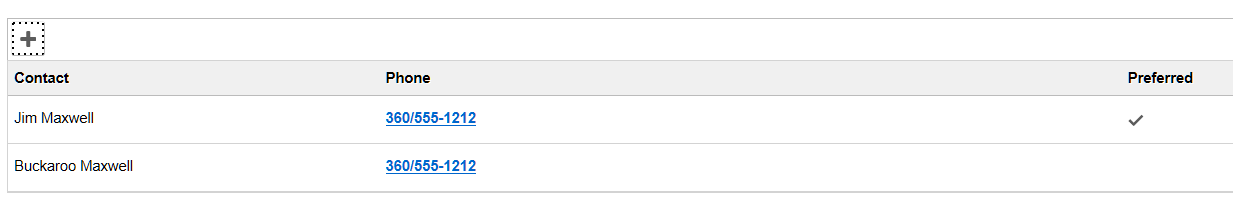 Contact Phone Preferred
Jim Maxwell 360/555-1212
Buckaroo Maxwell 360/555-1212